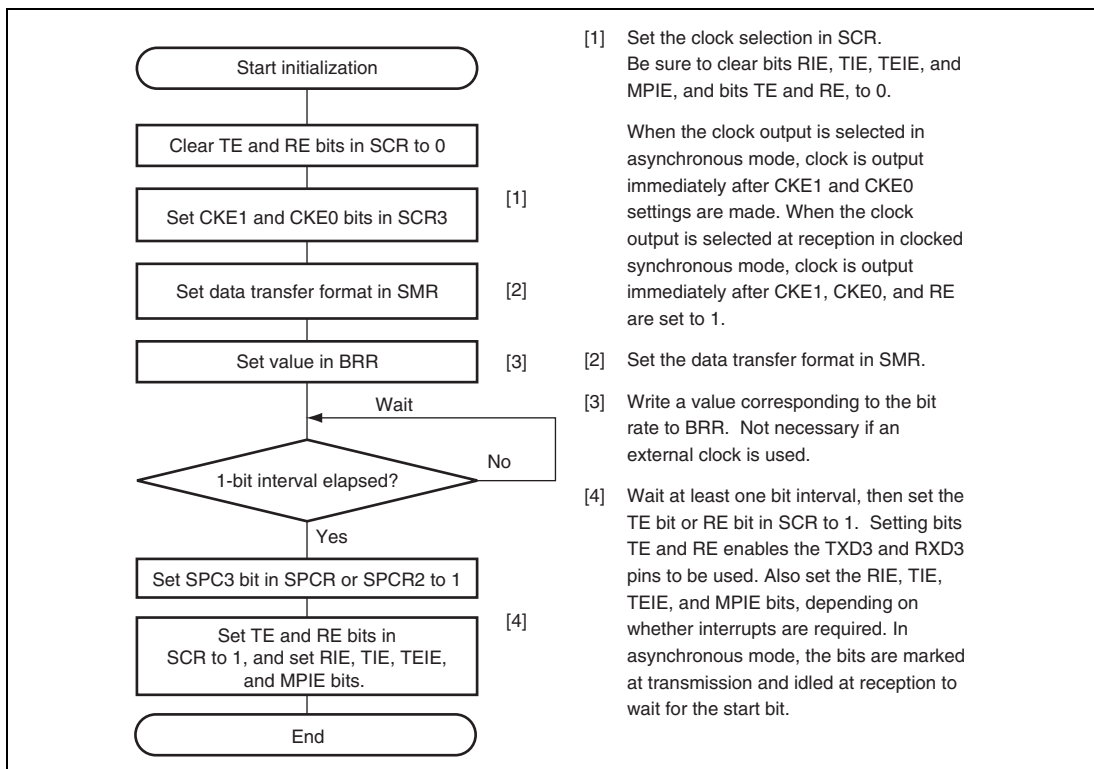 Start initialization
Clear TE and RE bits in SCR to 0
Set CKE1 and CKE0 bits in SCR3
[1]
Set data transfer format in SMR
[2]
Set value in BRR
[3]
Wait
1-bit interval elapsed?
No
Yes
Set SPC3 bit in SPCR or SPCR2 to 1
Set TE and RE bits in
SCR to 1, and set RIE, TIE, TEIE,
and MPIE bits.
[4]
End
[1] Set the clock selection in SCR.
Be sure to clear bits RIE, TIE, TEIE, and
MPIE, and bits TE and RE, to 0.
When the clock output is selected in
asynchronous mode, clock is output
immediately after CKE1 and CKE0
settings are made. When the clock
output is selected at reception in clocked
synchronous mode, clock is output
immediately after CKE1, CKE0, and RE
are set to 1.
[2] Set the data transfer format in SMR.
[3] Write a value corresponding to the bit
rate to BRR. Not necessary if an
external clock is used.
[4] Wait at least one bit interval, then set the
TE bit or RE bit in SCR to 1. Setting bits
TE and RE enables the TXD3 and RXD3
pins to be used. Also set the RIE, TIE,
TEIE, and MPIE bits, depending on
whether interrupts are required. In
asynchronous mode, the bits are marked
at transmission and idled at reception to
wait for the start bit.